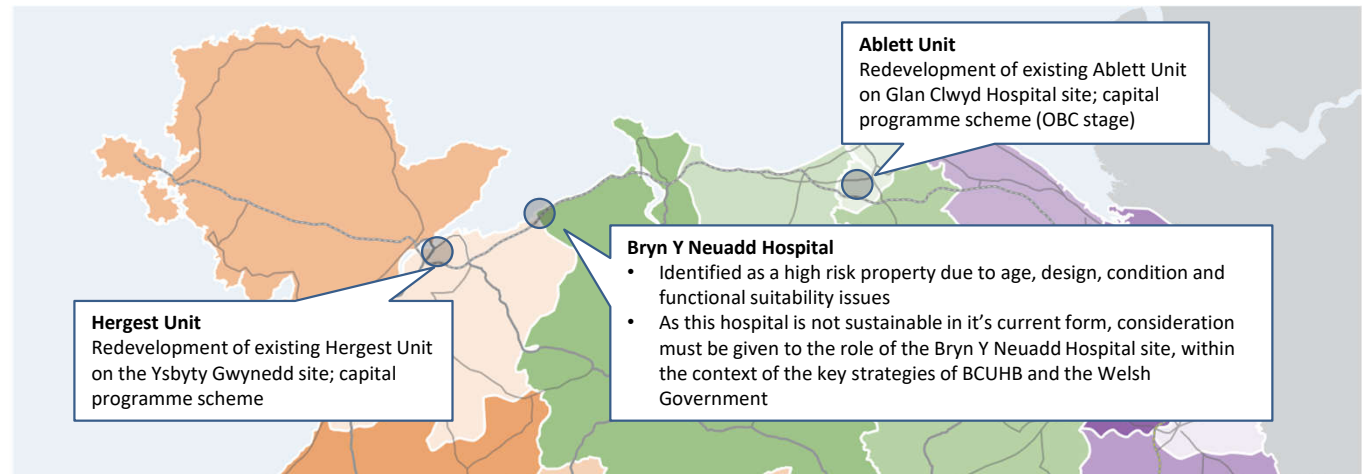 Ablett Unit
Redevelopment of existing Ablett Unit
on Glan Clwyd Hospital site; capital
programme scheme (OBC stage)
Bryn Y Neuadd Hospital
• Identified as a high risk property due to age, design, condition and
functional suitability issues
• As this hospital is not sustainable in it's current form, consideration
must be given to the role of the Bryn Y Neuadd Hospital site, within
the context of the key strategies of BCUHB and the Welsh
Government
Hergest Unit
Redevelopment of existing Hergest Unit
on the Ysbyty Gwynedd site; capital
programme scheme